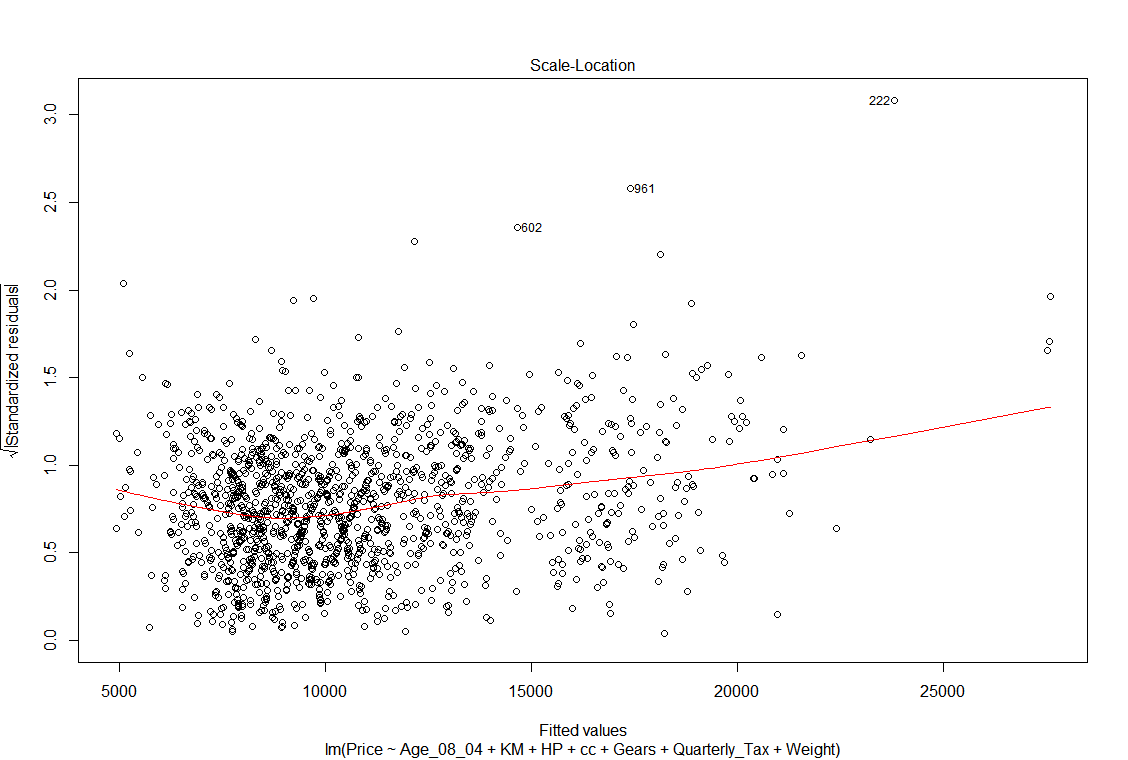 Scale-Location
√|Standardized residuals|
3.0
2.5
2.0
1.5
1.0
0.5
0.0
222
961
602
5000 10000 15000 20000 25000
Fitted values
lm(Price ~ Age_08_04 + KM + HP + cc + Gears + Quarterly_Tax + Weight)